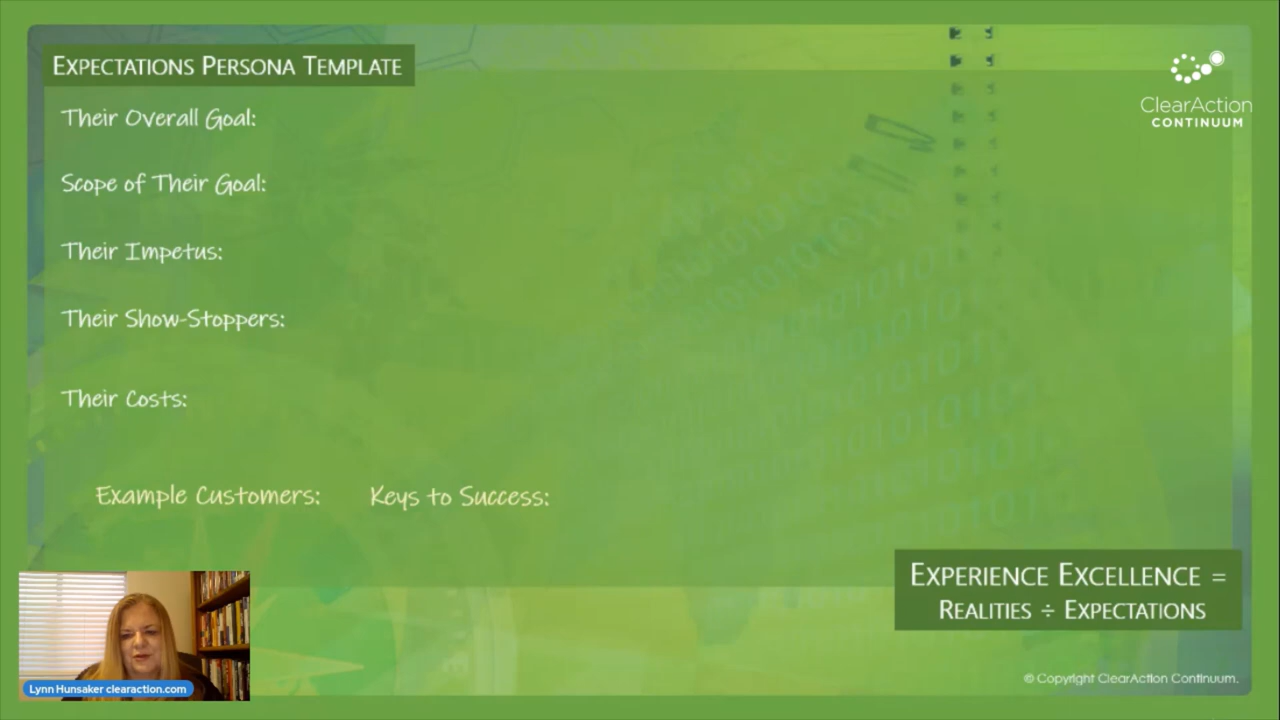 EXPECTATIONS PERSONA TEMPLATE
ClearAction
CONTINUUM
Their Overall Goal:
Scope of Their Goal:
Their Impetus:
Their Show-Stoppers:
Their Costs:
Example Customers: Keys to Success:
EXPERIENCE EXCELLENCE =
REALITIES ÷ EXPECTATIONS
Lynn Hunsaker clearaction.com
© Copyright ClearAction Continuum.